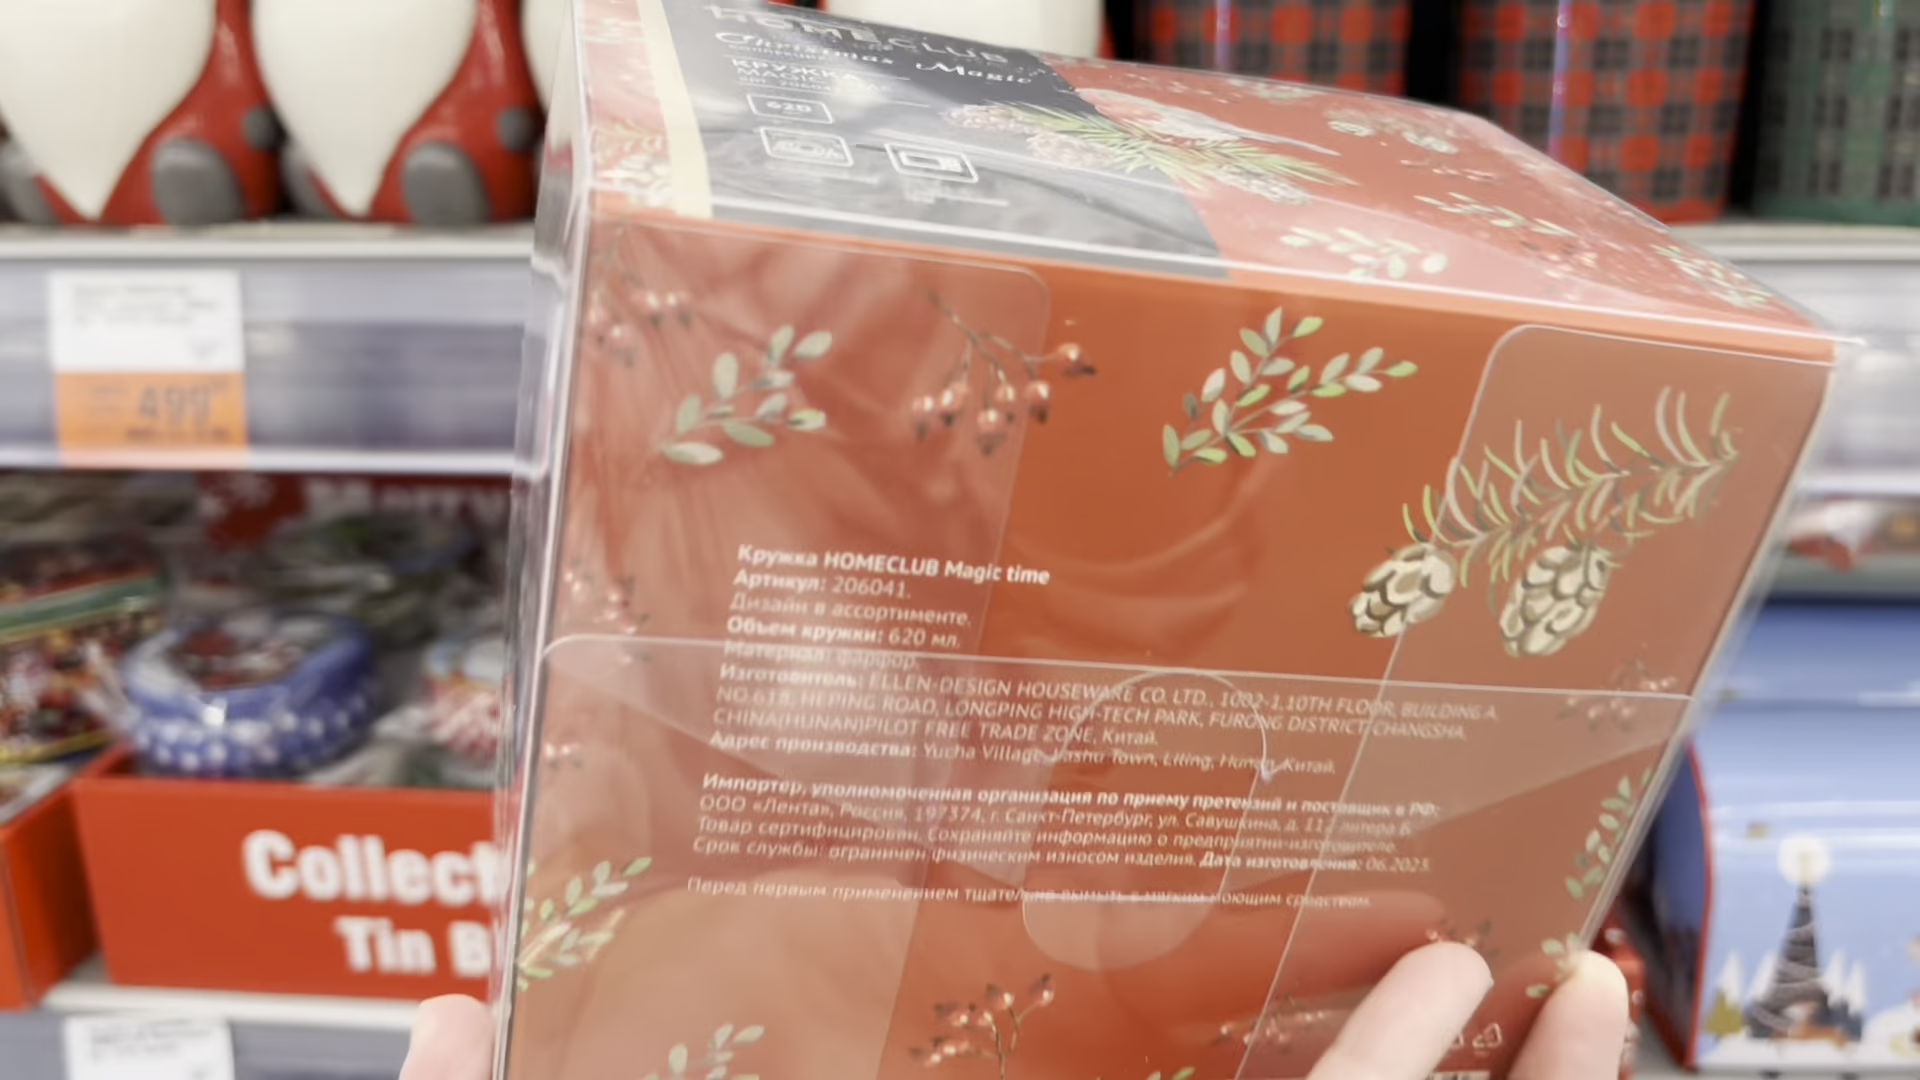 HOMECLUB
Christmas Magic
КРУЖКА
MAGIC
620
499
Merry
Кружка HOMECLUB Magic time
Артикул: 206041.
Дизайн в ассортименте.
Объем кружки: 620 мл.
Материал: фарфор.
Изготовитель: ELLEN-DESIGN HOUSEWARE CO. LTD., 1002-1,10TH FLOOR, BUILDING A,
NO.618, HEPING ROAD, LONGPING HIGH-TECH PARK, FURONG DISTRICT, CHANGSHA,
CHINA(HUNAN)PILOT FREE TRADE ZONE, Китай.
Адрес производства: Yucha Village, Jiashu Town, Liling, Hunan, Китай.
Импортер, уполномоченная организация по приему претензий и поставщик в РФ:
ООО «Лента», Россия, 197374, г. Санкт-Петербург, ул. Савушкина, д. 112 литера Б.
Товар сертифицирован. Сохраняйте информацию о предприятии-изготовителе.
Срок службы: ограничен физическим износом изделия. Дата изготовления: 06.2023.
Перед первым применением тщательно вымыть в мягким моющим средством.
Collect
Tin B